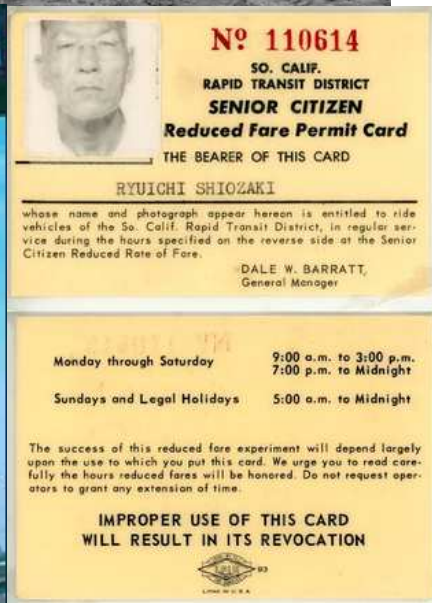 Nº 110614
SO. CALIF.
RAPID TRANSIT DISTRICT
SENIOR CITIZEN
Reduced Fare Permit Card
THE BEARER OF THIS CARD
RYUICHI SHIOZAKI
whose name and photograph appear hereon is entitled to ride
vehicles of the So. Calif. Rapid Transit District, in regular ser-
vice during the hours specified on the reverse side at the Senior
Citizen Reduced Rate of Fare.
DALE W. BARRATT,
General Manager
Monday through Saturday 9:00 a.m. to 3:00 p.m.
7:00 p.m. to Midnight
Sundays and Legal Holidays 5:00 a.m. to Midnight
The success of this reduced fare experiment will depend largely
upon the use to which you put this card. We urge you to read care-
fully the hours reduced fares will be honored. Do not request oper-
ators to grant any extension of time.
IMPROPER USE OF THIS CARD
WILL RESULT IN ITS REVOCATION
93
LITHO IN U.S.A.